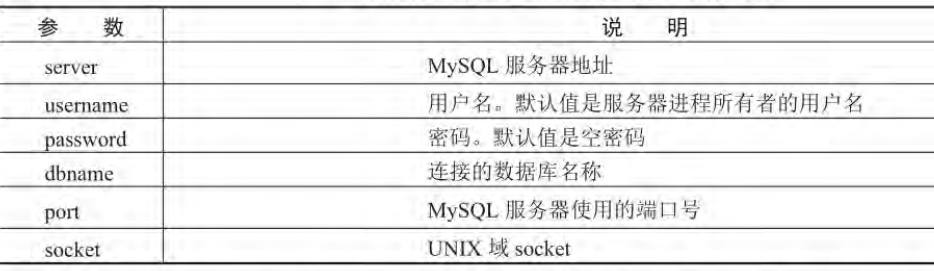 参 数 说 明
server MySQL 服务器地址
username 用户名。默认值是服务器进程所有者的用户名
password 密码。默认值是空密码
dbname 连接的数据库名称
port MySQL 服务器使用的端口号
socket UNIX 域 socket